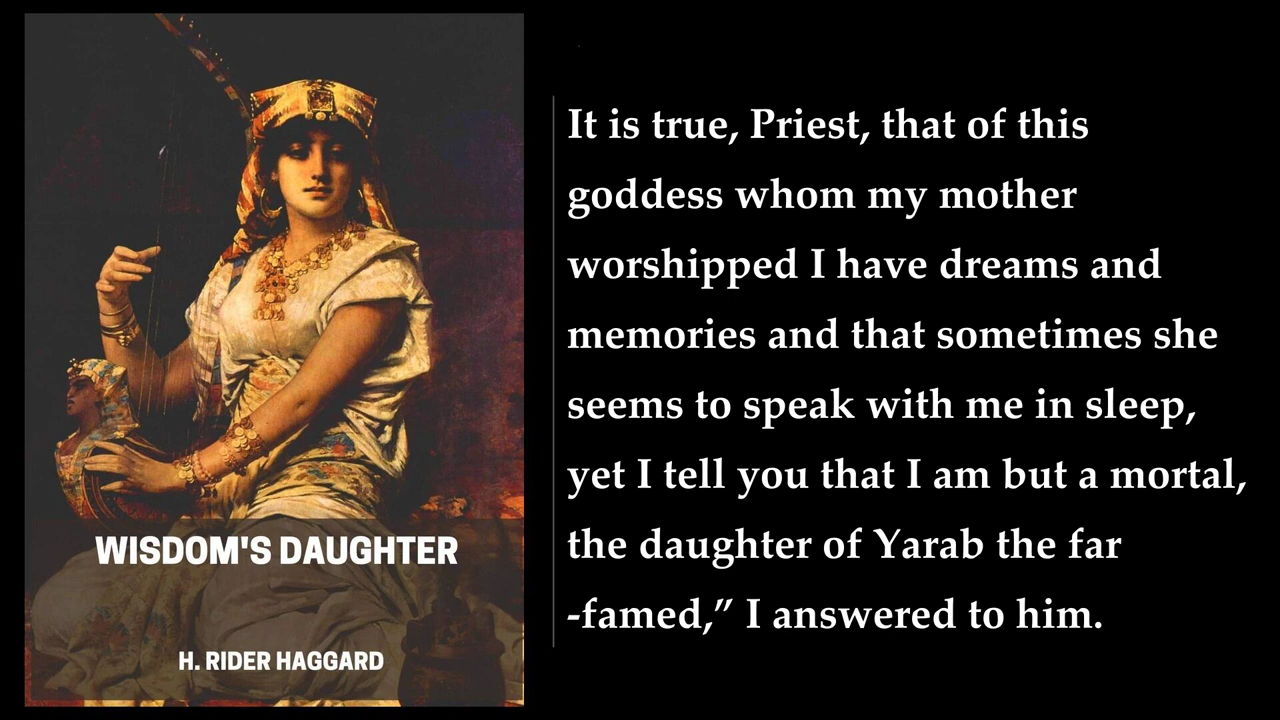 WISDOM'S DAUGHTER
H. RIDER HAGGARD
It is true, Priest, that of this
goddess whom my mother
worshipped I have dreams and
memories and that sometimes she
seems to speak with me in sleep,
yet I tell you that I am but a mortal,
the daughter of Yarab the far
-famed,” I answered to him.